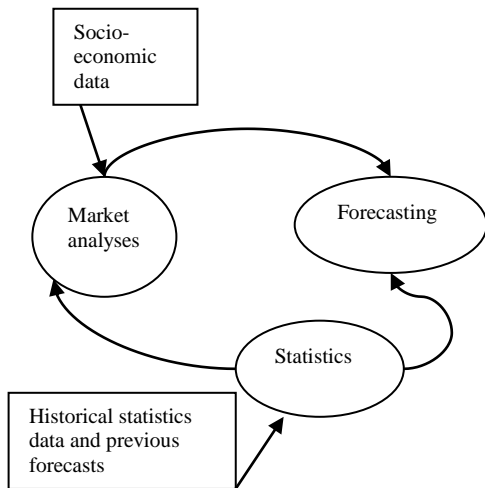 Socio-
economic
data
Market
analyses
Forecasting
Statistics
Historical statistics
data and previous
forecasts